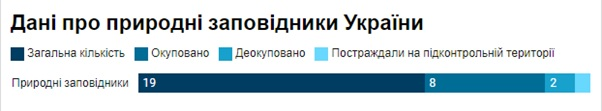 Дані про природні заповідники України
Загальна кількість Окуповано Деокуповано Постраждали на підконтрольній території
Природні заповідники 19 8 2